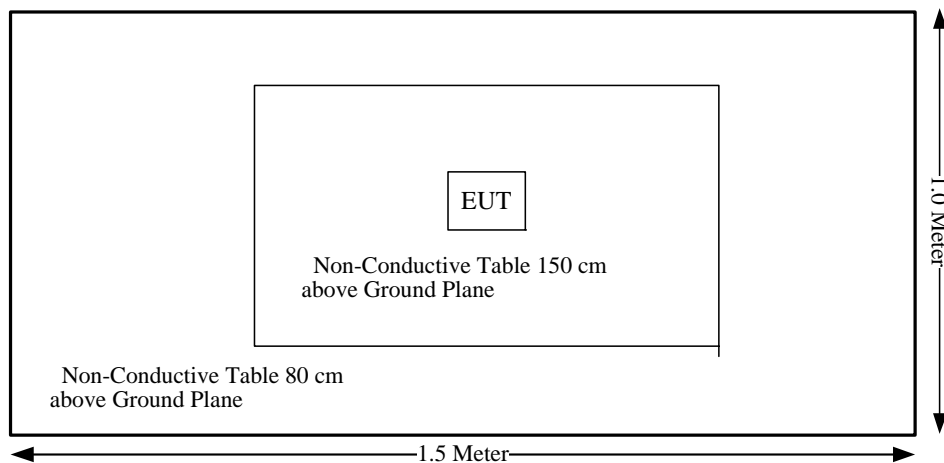 EUT
Non-Conductive Table 150 cm
above Ground Plane
Non-Conductive Table 80 cm
above Ground Plane
1.5 Meter
1.0 Meter